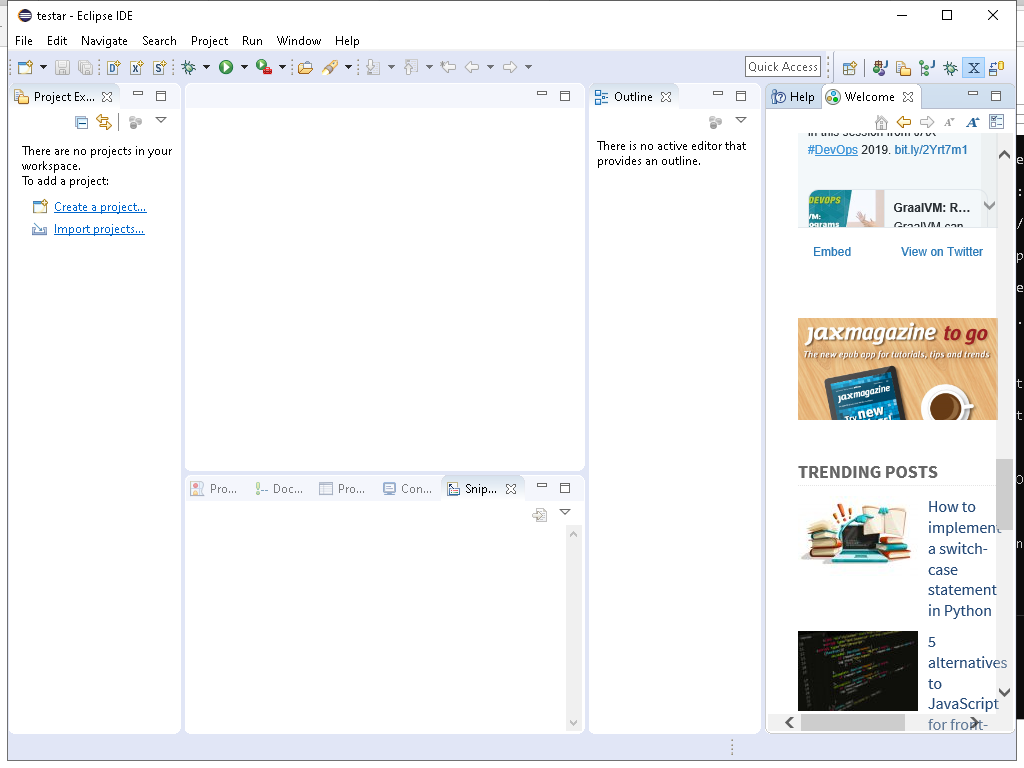 testar - Eclipse IDE
File Edit Navigate Search Project Run Window Help
Quick Access
Project Ex...
Outline
Help
Welcome
There are no projects in your
workspace.
To add a project:
Create a project...
Import projects...
There is no active editor that
provides an outline.
#DevOps 2019. bit.ly/2Yrt7m1
DEVOPS
GraalVM: R...
GraalVM can
Embed
View on Twitter
jaxmagazine to go
The new epub app for tutorials, tips and trends
jaxmagazine
Try new
TRENDING POSTS
How to
implement
a switch-
case
statement
in Python
5
alternatives
to
JavaScript
for front-
Pro...
Doc...
Pro...
Con...
Snip...